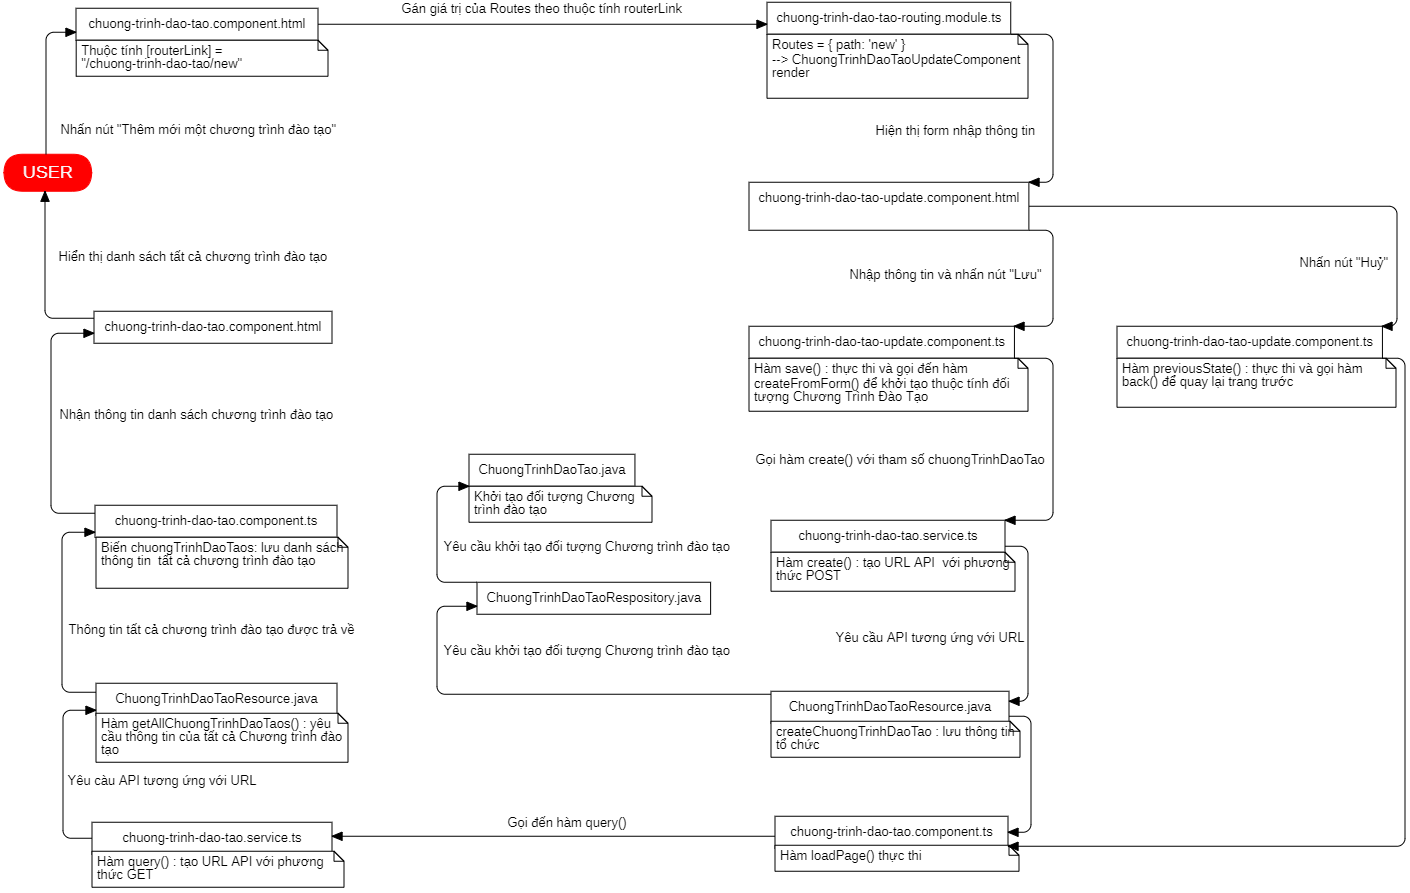 chuong-trinh-dao-tao.component.html
Thuộc tính [routerLink] =
"/chuong-trinh-dao-tao/new"
Gán giá trị của Routes theo thuộc tính routerLink
chuong-trinh-dao-tao-routing.module.ts
Routes = { path: 'new' }
--> ChuongTrinhDaoTaoUpdateComponent
render
Nhấn nút "Thêm mới một chương trình đào tạo"
Hiện thị form nhập thông tin
USER
chuong-trinh-dao-tao-update.component.html
Hiển thị danh sách tất cả chương trình đào tạo
Nhập thông tin và nhấn nút "Lưu"
Nhấn nút "Huỷ"
chuong-trinh-dao-tao.component.html
chuong-trinh-dao-tao-update.component.ts
Hàm save() : thực thi và gọi đến hàm
createFromForm() để khởi tạo thuộc tính đối
tượng Chương Trình Đào Tạo
chuong-trinh-dao-tao-update.component.ts
Hàm previousState() : thực thi và gọi hàm
back() để quay lại trang trước
Nhận thông tin danh sách chương trình đào tạo
Gọi hàm create() với tham số chuongTrinhDaoTao
ChuongTrinhDaoTao.java
Khởi tạo đối tượng Chương
trình đào tạo
chuong-trinh-dao-tao.component.ts
Biến chuongTrinhDaoTaos: lưu danh sách
thông tin  tất cả chương trình đào tạo
Yêu cầu khởi tạo đối tượng Chương trình đào tạo
chuong-trinh-dao-tao.service.ts
Hàm create() : tạo URL API  với phương
thức POST
ChuongTrinhDaoTaoRespository.java
Thông tin tất cả chương trình đào tạo được trả về
Yêu cầu khởi tạo đối tượng Chương trình đào tạo
Yêu cầu API tương ứng với URL
ChuongTrinhDaoTaoResource.java
Hàm getAllChuongTrinhDaoTaos() : yêu
cầu thông tin của tất cả Chương trình đào
tạo
ChuongTrinhDaoTaoResource.java
createChuongTrinhDaoTao : lưu thông tin
tổ chức
Yêu càu API tương ứng với URL
chuong-trinh-dao-tao.service.ts
Hàm query() : tạo URL API với phương
thức GET
Gọi đến hàm query()
chuong-trinh-dao-tao.component.ts
Hàm loadPage() thực thi